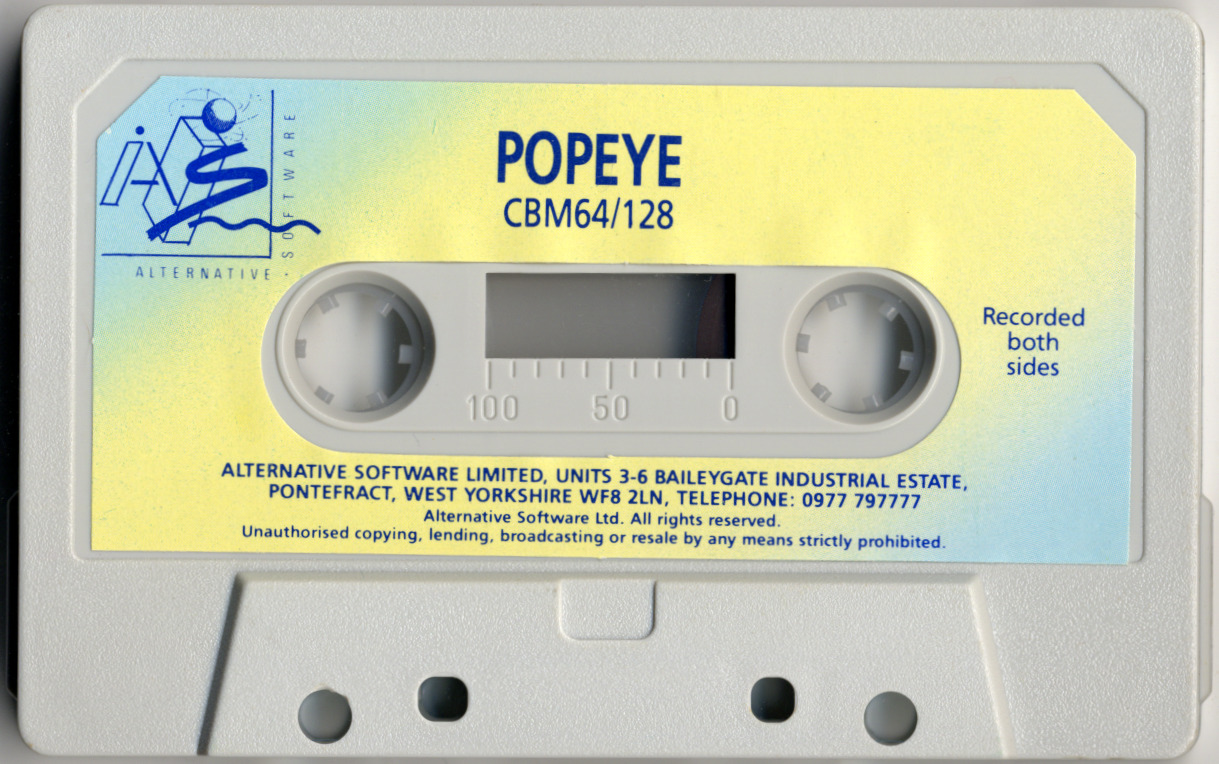 SOFTWARE
ALTERNATIVE
POPEYE
CBM64/128
Recorded
both
sides
100 50 0
ALTERNATIVE SOFTWARE LIMITED, UNITS 3-6 BAILEYGATE INDUSTRIAL ESTATE,
PONTEFRACT, WEST YORKSHIRE WF8 2LN, TELEPHONE: 0977 797777
Alternative Software Ltd. All rights reserved.
Unauthorised copying, lending, broadcasting or resale by any means strictly prohibited.